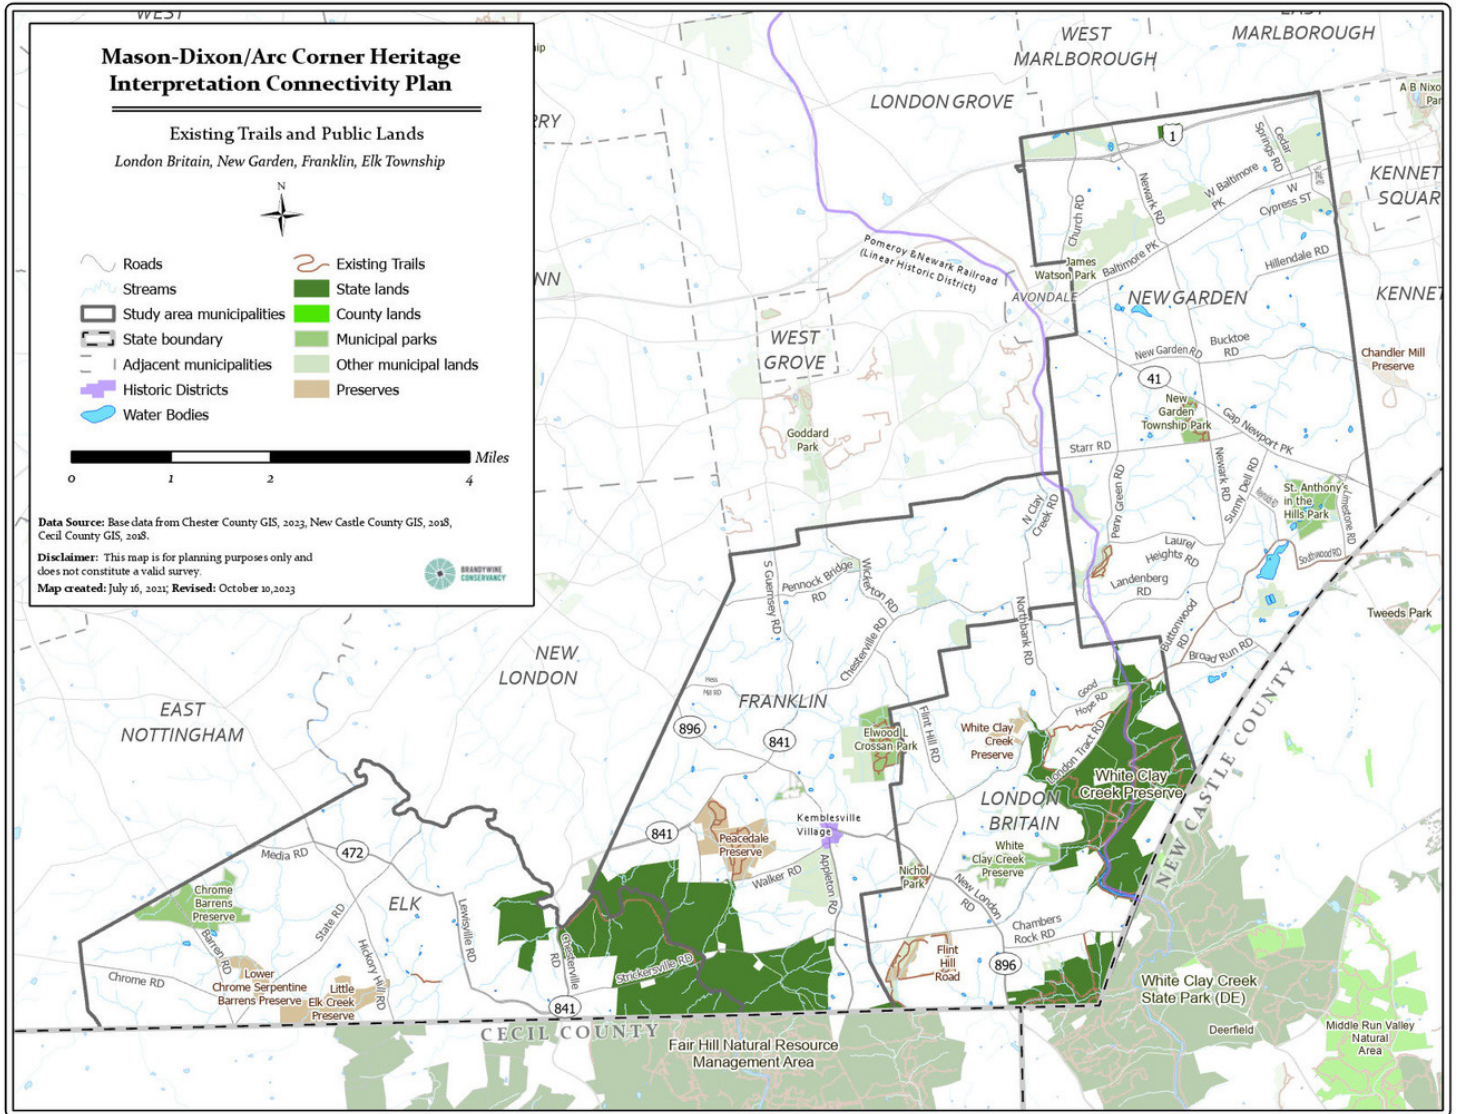 WEST
Mason-Dixon/Arc Corner Heritage
Interpretation Connectivity Plan
Existing Trails and Public Lands
London Britain, New Garden, Franklin, Elk Township
N
Roads
Streams
Study area municipalities
State boundary
Adjacent municipalities
Historic Districts
Water Bodies
Existing Trails
State lands
County lands
Municipal parks
Other municipal lands
Preserves
Miles
0 1 2 4
Data Source: Base data from Chester County GIS, 2023, New Castle County GIS, 2018,
Cecil County GIS, 2018.
Disclaimer: This map is for planning purposes only and
does not constitute a valid survey.
Map created: July 16, 2021; Revised: October 10,2023
BRANDYWINE
CONSERVANCY
ip
RRY
NN
WEST
MARLBOROUGH
EAST
MARLBOROUGH
LONDON GROVE
A B Nixo
Par
1
Cedar
Springs RD
KENNET
SQUAR
W Baltimore
PK
W
Cypress ST
Newark RD
Church RD
Pomeroy &Newark Railroad
(Linear Historic District)
James
Watson Park
Baltimore PK
Hillendale RD
AVONDALE
NEW GARDEN
KENNET
WEST
GROVE
New Garden RD
Bucktoe
RD
Chandler Mill
Preserve
41
New
Garden
Township Park
Gap Newport PK
Goddard
Park
Starr RD
Penn Green RD
Newark RD
Sunny Dell RD
St. Anthony's
in the
Hills Park
Limestone RD
N Clay
Creek RD
Laurel
Heights RD
Southwood RD
Landenberg
RD
S Guernsey RD
Pennock Bridge
RD
Wickerton RD
Chesterville RD
Northbank RD
Buttonwood
RD
Broad Run RD
Tweeds Park
NEW
LONDON
Hess
Mill RD
FRANKLIN
Good
Hope RD
EAST
NOTTINGHAM
896
841
Elwood L
Crossan Park
Flint Hill RD
White Clay
Creek
Preserve
London Tract RD
White Clay
Creek Preserve
LONDON
BRITAIN
NEW CASTLE COUNTY
Kemblesville
Village
841
Peacedale
Preserve
472
Media RD
White
Clay Creek
Preserve
Nichol
Park
Walker RD
Appleton RD
New London
RD
Chrome
Barrens
Preserve
ELK
State RD
Lewisville RD
Chambers
Rock RD
Barren RD
Hickory Hill RD
Chesterville
RD
Strickersville RD
Flint
Hill
Road
896
Chrome RD
Lower
Chrome Serpentine
Barrens Preserve
Little
Elk Creek
Preserve
841
White Clay Creek
State Park (DE)
CECIL COUNTY
Fair Hill Natural Resource
Management Area
Deerfield
Middle Run Valley
Natural
Area